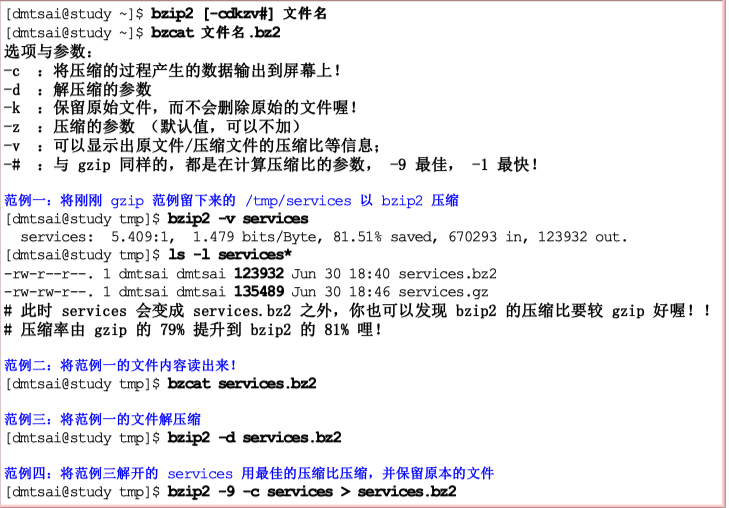 [dmtsai@study ~]$ bzip2 [-cdkzv#] 文件名
[dmtsai@study ~]$ bzcat 文件名.bz2
选项与参数：
-c ：将压缩的过程产生的数据输出到屏幕上！
-d ：解压缩的参数
-k ：保留原始文件，而不会删除原始的文件喔！
-z ：压缩的参数 （默认值，可以不加）
-v ：可以显示出原文件/压缩文件的压缩比等信息；
-# ：与 gzip 同样的，都是在计算压缩比的参数， -9 最佳， -1 最快！
范例一：将刚刚 gzip 范例留下来的 /tmp/services 以 bzip2 压缩
[dmtsai@study tmp]$ bzip2 -v services
services: 5.409:1, 1.479 bits/Byte, 81.51% saved, 670293 in, 123932 out.
[dmtsai@study tmp]$ ls -l services*
-rw-r--r--. 1 dmtsai dmtsai 123932 Jun 30 18:40 services.bz2
-rw-rw-r--. 1 dmtsai dmtsai 135489 Jun 30 18:46 services.gz
# 此时 services 会变成 services.bz2 之外，你也可以发现 bzip2 的压缩比要较 gzip 好喔！！
# 压缩率由 gzip 的 79% 提升到 bzip2 的 81% 哩！
范例二：将范例一的文件内容读出来！
[dmtsai@study tmp]$ bzcat services.bz2
范例三：将范例一的文件解压缩
[dmtsai@study tmp]$ bzip2 -d services.bz2
范例四：将范例三解开的 services 用最佳的压缩比压缩，并保留原本的文件
[dmtsai@study tmp]$ bzip2 -9 -c services > services.bz2